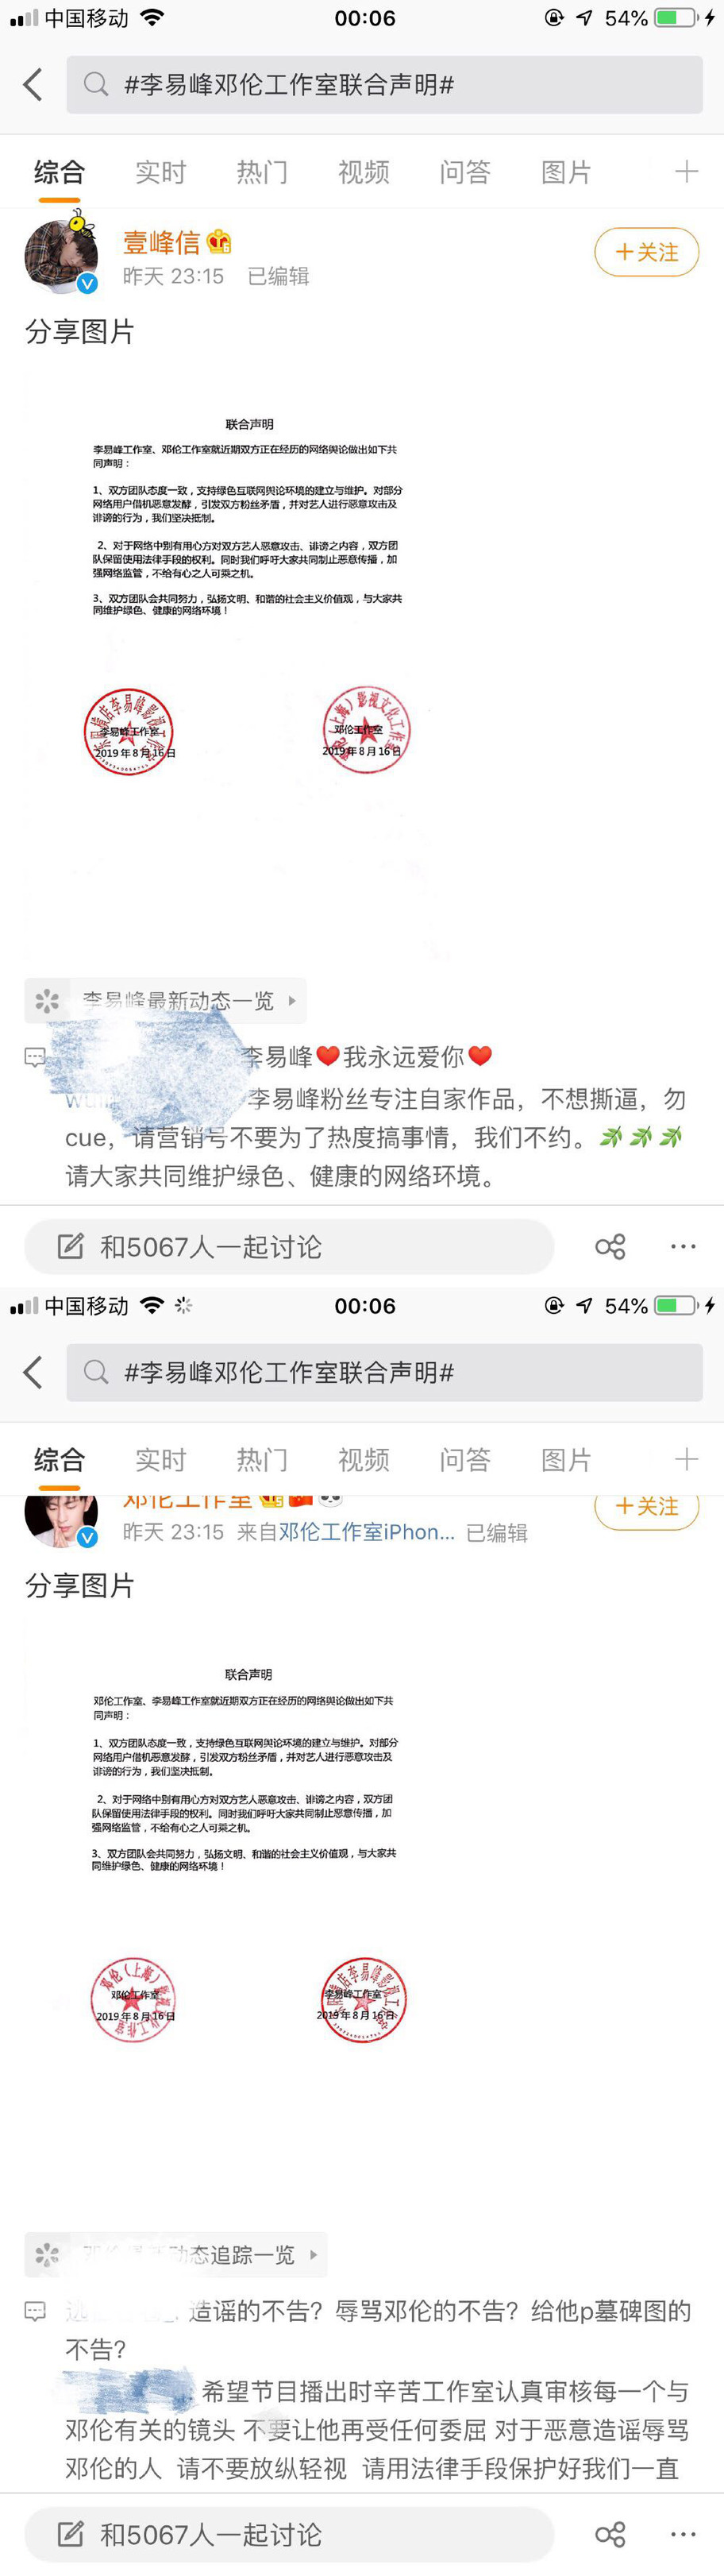 中国移动 00:06 54%
#李易峰邓伦工作室联合声明#
综合 实时 热门 视频 问答 图片
壹峰信
昨天 23:15 已编辑
+关注
分享图片
联合声明
李易峰工作室、邓伦工作室就近期双方正在经历的网络舆论做出如下共
同声明：
1、双方团队态度一致，支持绿色互联网舆论环境的建立与维护。对部分
网络用户借机恶意发酵，引发双方粉丝矛盾，并对艺人进行恶意攻击及
诽谤的行为，我们坚决抵制。
2、对于网络中别有用心方对双方艺人恶意攻击、诽谤之内容，双方团
队保留使用法律手段的权利。同时我们呼吁大家共同制止恶意传播，加
强网络监管，不给有心之人可乘之机。
3、双方团队会共同努力，弘扬文明、和谐的社会主义价值观，与大家共
同维护绿色、健康的网络环境！
李易峰工作室 邓伦工作室
2019年8月16日 2019年8月16日
李易峰最新动态一览
李易峰❤️我永远爱你❤️
李易峰粉丝专注自家作品，不想撕逼，勿
cue，请营销号不要为了热度搞事情，我们不约。🌿🌿🌿
请大家共同维护绿色、健康的网络环境。
和5067人一起讨论
中国移动 00:06 54%
#李易峰邓伦工作室联合声明#
综合 实时 热门 视频 问答 图片
邓伦工作室
昨天 23:15 来自邓伦工作室iPhon... 已编辑
+关注
分享图片
联合声明
邓伦工作室、李易峰工作室就近期双方正在经历的网络舆论做出如下共
同声明：
1、双方团队态度一致，支持绿色互联网舆论环境的建立与维护。对部分
网络用户借机恶意发酵，引发双方粉丝矛盾，并对艺人进行恶意攻击及
诽谤的行为，我们坚决抵制。
2、对于网络中别有用心方对双方艺人恶意攻击、诽谤之内容，双方团
队保留使用法律手段的权利。同时我们呼吁大家共同制止恶意传播，加
强网络监管，不给有心之人可乘之机。
3、双方团队会共同努力，弘扬文明、和谐的社会主义价值观，与大家共
同维护绿色、健康的网络环境！
邓伦工作室 李易峰工作室
2019年8月16日 2019年8月16日
动态追踪一览
造谣的不告？辱骂邓伦的不告？给他p墓碑图的
不告？
希望节目播出时辛苦工作室认真审核每一个与
邓伦有关的镜头 不要让他再受任何委屈 对于恶意造谣辱骂
邓伦的人 请不要放纵轻视 请用法律手段保护好我们一直
和5067人一起讨论